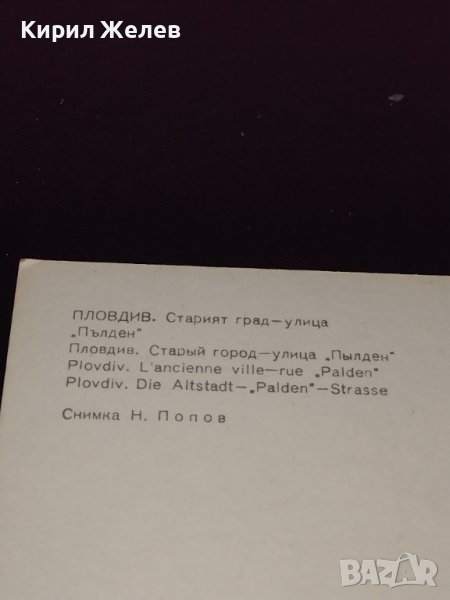 Кирил Желев
ПЛОВДИВ. Старият град—улица
„Пълден"
Пловдив. Старый город—улица „Пылден"
Plovdiv. L'ancienne ville—rue „Palden"
Plovdiv. Die Altstadt—„Palden"—Strasse
Снимка Н. Попов
BAZAR